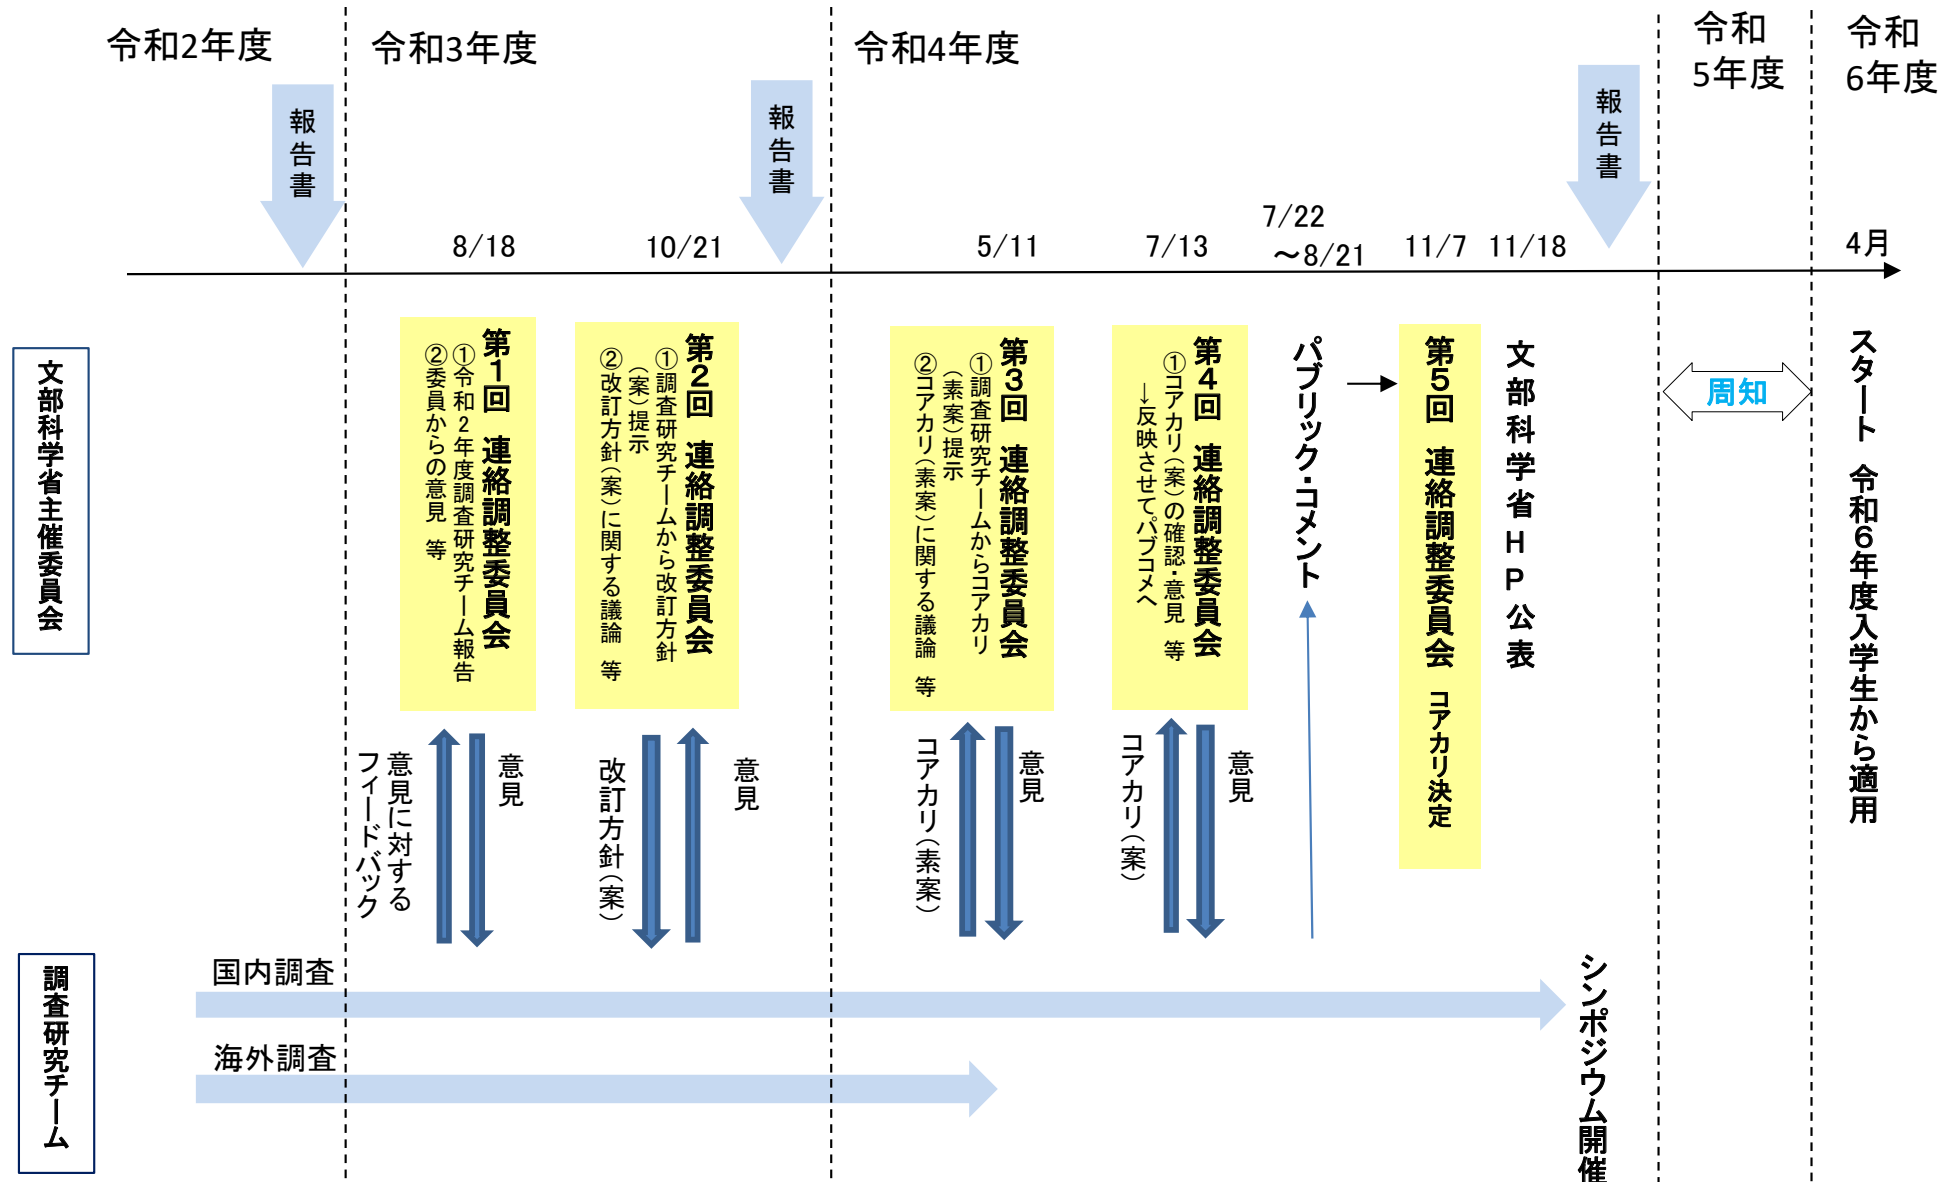 令和2年度
令和3年度
令和4年度
令和
5年度
令和
6年度
報告書
報告書
報告書
8/18
10/21
5/11
7/13
7/22
～8/21
11/7
11/18
4月
文部科学省主催委員会
第1回 連絡調整委員会
①令和2年度調査研究チーム報告
②委員からの意見 等
第2回 連絡調整委員会
①調査研究チームから改訂方針
(案)提示
②改訂方針(案)に関する議論 等
第3回 連絡調整委員会
①調査研究チームからコアカリ
(素案)提示
②コアカリ(素案)に関する議論 等
第4回 連絡調整委員会
①コアカリ(案)の確認・意見 等
→反映させてパブコメへ
パブリック・コメント
第5回 連絡調整委員会 コアカリ決定
文部科学省HP公表
周知
スタート 令和6年度入学生から適用
意見に対する
フィードバック
意見
改訂方針(案)
意見
コアカリ(素案)
意見
コアカリ(案)
意見
調査研究チーム
国内調査
海外調査
シンポジウム開催